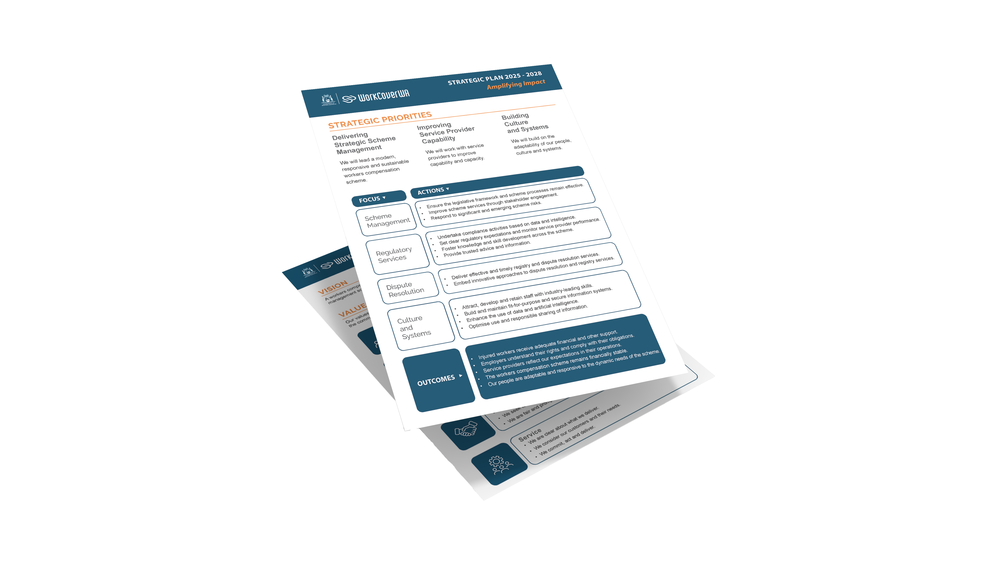 GOVERNMENT OF
WESTERN AUSTRALIA
WorkCoverWA
STRATEGIC PLAN 2025 - 2028
Amplifying Impact
STRATEGIC PRIORITIES
Delivering
Strategic Scheme
Management
We will lead a modern,
responsive and sustainable
workers compensation
scheme.
Improving
Service Provider
Capability
We will work with service
providers to improve
capability and capacity.
Building
Culture
and Systems
We will build on the
adaptability of our people,
culture and systems.
FOCUS ▼
ACTIONS ▼
Scheme
Management
• Ensure the legislative framework and scheme processes remain effective.
• Improve scheme services through stakeholder engagement.
• Respond to significant and emerging scheme risks.
Regulatory
Services
• Undertake compliance activities based on data and intelligence.
• Set clear regulatory expectations and monitor service provider performance.
• Foster knowledge and skill development across the scheme.
• Provide trusted advice and information.
Dispute
Resolution
• Deliver effective and timely registry and dispute resolution services.
• Embed innovative approaches to dispute resolution and registry services.
Culture
and
Systems
• Attract, develop and retain staff with industry-leading skills.
• Build and maintain fit-for-purpose and secure information systems.
• Enhance the use of data and artificial intelligence.
• Optimise use and responsible sharing of information.
OUTCOMES ►
• Injured workers receive adequate financial and other support.
• Employers understand their rights and comply with their obligations.
• Service providers reflect our expectations in their operations.
• The workers compensation scheme remains financially stable.
• Our people are adaptable and responsive to the dynamic needs of the scheme.
Work
VISION
A workers
management
VALUE
Our values
the
• We seek
• We are fair and
Service
• We are clear about what we deliver.
• We consider our customers and their needs.
• We commit, act and deliver.